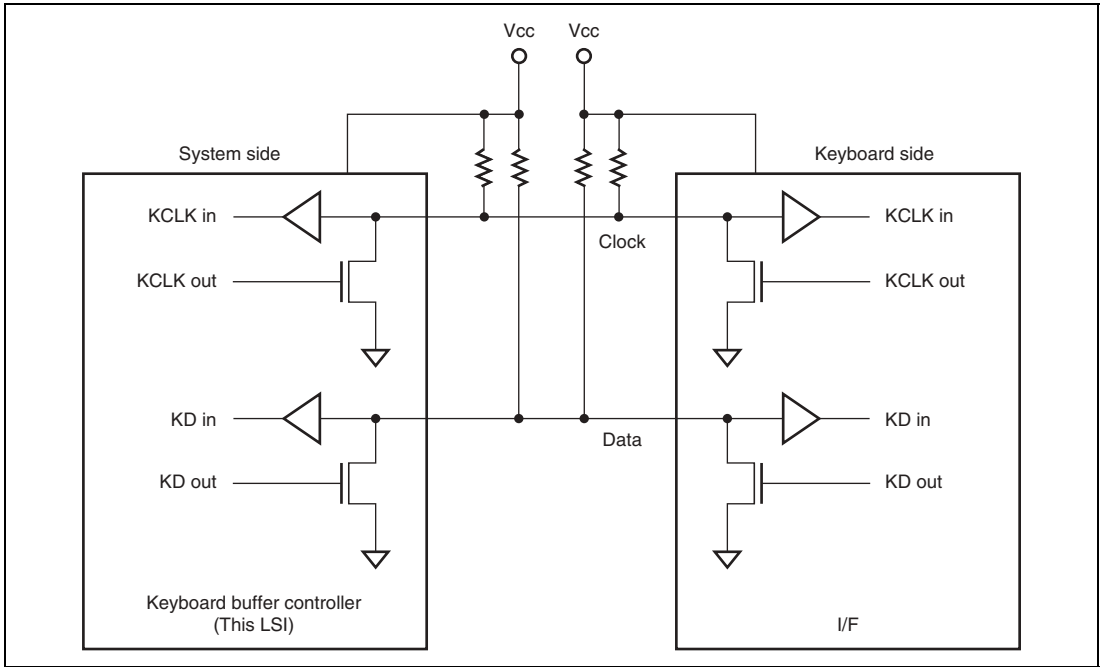 Vcc
Vcc
System side
Keyboard side
KCLK in
KCLK in
Clock
KCLK out
KCLK out
KD in
KD in
Data
KD out
KD out
Keyboard buffer controller
(This LSI)
I/F